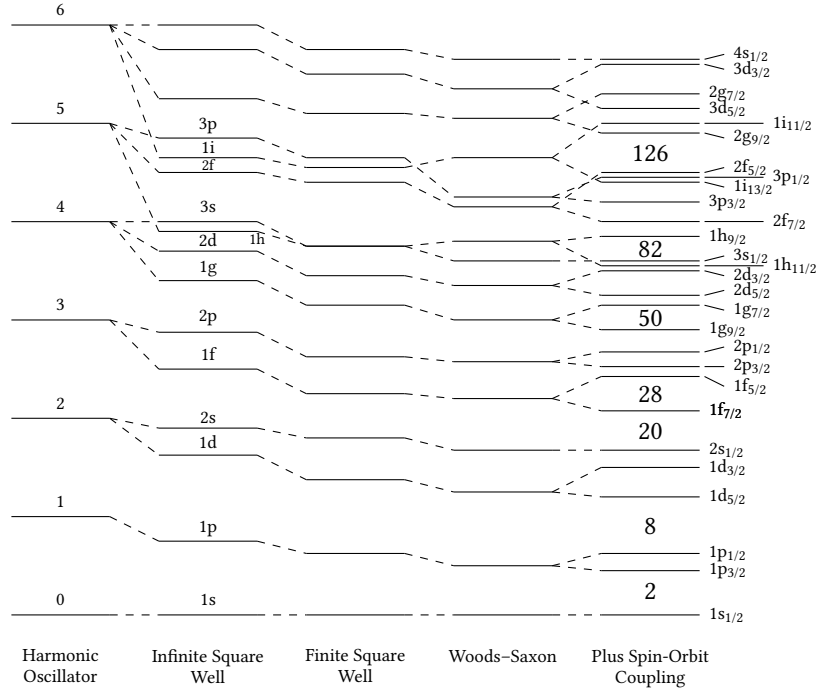 6
5
4
3
2
1
0
3p
1i
2f
3s
1h
2d
1g
2p
1f
2s
1d
1p
1s
4s1/2
3d3/2
2g7/2
3d5/2
1i11/2
2g9/2
126
2f5/2
3p1/2
1i13/2
3p3/2
2f7/2
1h9/2
82
3s1/2
1h11/2
2d3/2
2d5/2
1g7/2
50
1g9/2
2p1/2
2p3/2
1f5/2
28
1f7/2
20
2s1/2
1d3/2
1d5/2
8
1p1/2
1p3/2
2
1s1/2
Harmonic
Oscillator
Infinite Square
Well
Finite Square
Well
Woods–Saxon
Plus Spin-Orbit
Coupling